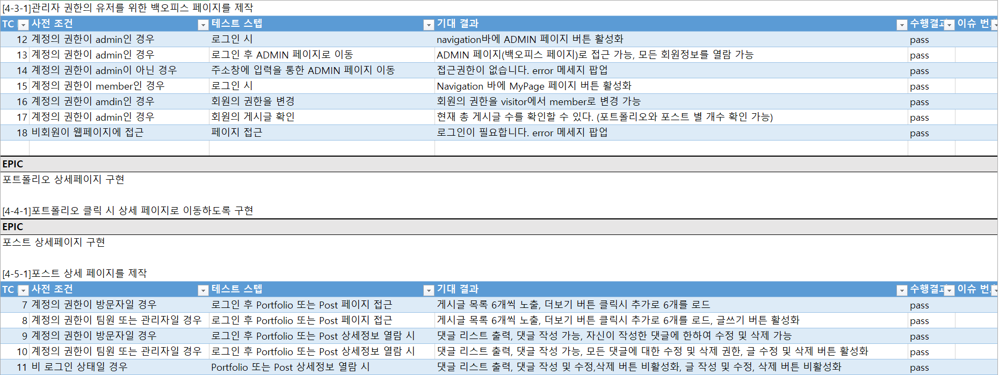 [4-3-1]관리자 권한의 유저를 위한 백오피스 페이지를 제작
TC 사전 조건 테스트 스텝 기대 결과 수행결과 이슈 번
12 계정의 권한이 admin인 경우 로그인 시 navigation바에 ADMIN 페이지 버튼 활성화 pass
13 계정의 권한이 admin인 경우 로그인 후 ADMIN 페이지로 이동 ADMIN 페이지(백오피스 페이지)로 접근 가능, 모든 회원정보를 열람 가능 pass
14 계정의 권한이 admin이 아닌 경우 주소창에 입력을 통한 ADMIN 페이지 이동 접근권한이 없습니다. error 메세지 팝업 pass
15 계정의 권한이 member인 경우 로그인 시 Navigation 바에 MyPage 페이지 버튼 활성화 pass
16 계정의 권한이 amdin인 경우 회원의 권한을 변경 회원의 권한을 visitor에서 member로 변경 가능 pass
17 계정의 권한이 admin인 경우 회원의 게시글 확인 현재 총 게시글 수를 확인할 수 있다. (포트폴리오와 포스트 별 개수 확인 가능) pass
18 비회원이 웹페이지에 접근 페이지 접근 로그인이 필요합니다. error 메세지 팝업 pass
EPIC
포트폴리오 상세페이지 구현
[4-4-1]포트폴리오 클릭 시 상세 페이지로 이동하도록 구현
EPIC
포스트 상세페이지 구현
[4-5-1]포스트 상세 페이지를 제작
TC 사전 조건 테스트 스텝 기대 결과 수행결과 이슈 번
7 계정의 권한이 방문자일 경우 로그인 후 Portfolio 또는 Post 페이지 접근 게시글 목록 6개씩 노출, 더보기 버튼 클릭시 추가로 6개를 로드 pass
8 계정의 권한이 팀원 또는 관리자일 경우 로그인 후 Portfolio 또는 Post 페이지 접근 게시글 목록 6개씩 노출, 더보기 버튼 클릭시 추가로 6개를 로드, 글쓰기 버튼 활성화 pass
9 계정의 권한이 방문자일 경우 로그인 후 Portfolio 또는 Post 상세정보 열람 시 댓글 리스트 출력, 댓글 작성 가능, 자신이 작성한 댓글에 한하여 수정 및 삭제 가능 pass
10 계정의 권한이 팀원 또는 관리자일 경우 로그인 후 Portfolio 또는 Post 상세정보 열람 시 댓글 리스트 출력, 댓글 작성 가능, 모든 댓글에 대한 수정 및 삭제 권한, 글 수정 및 삭제 버튼 활성화 pass
11 비 로그인 상태일 경우 Portfolio 또는 Post 상세정보 열람 시 댓글 리스트 출력, 댓글 작성 및 수정,삭제 버튼 비활성화, 글 작성 및 수정, 삭제 버튼 비활성화 pass